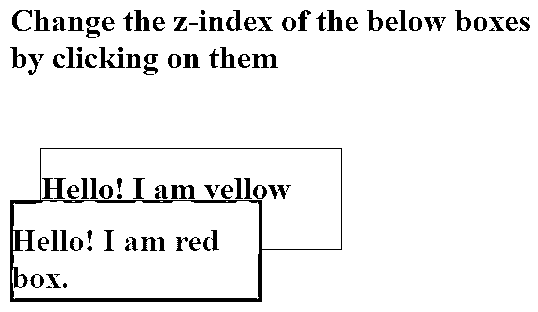 Change the z-index of the below boxes
by clicking on them
Hello! I am yellow
Hello! I am red
box.